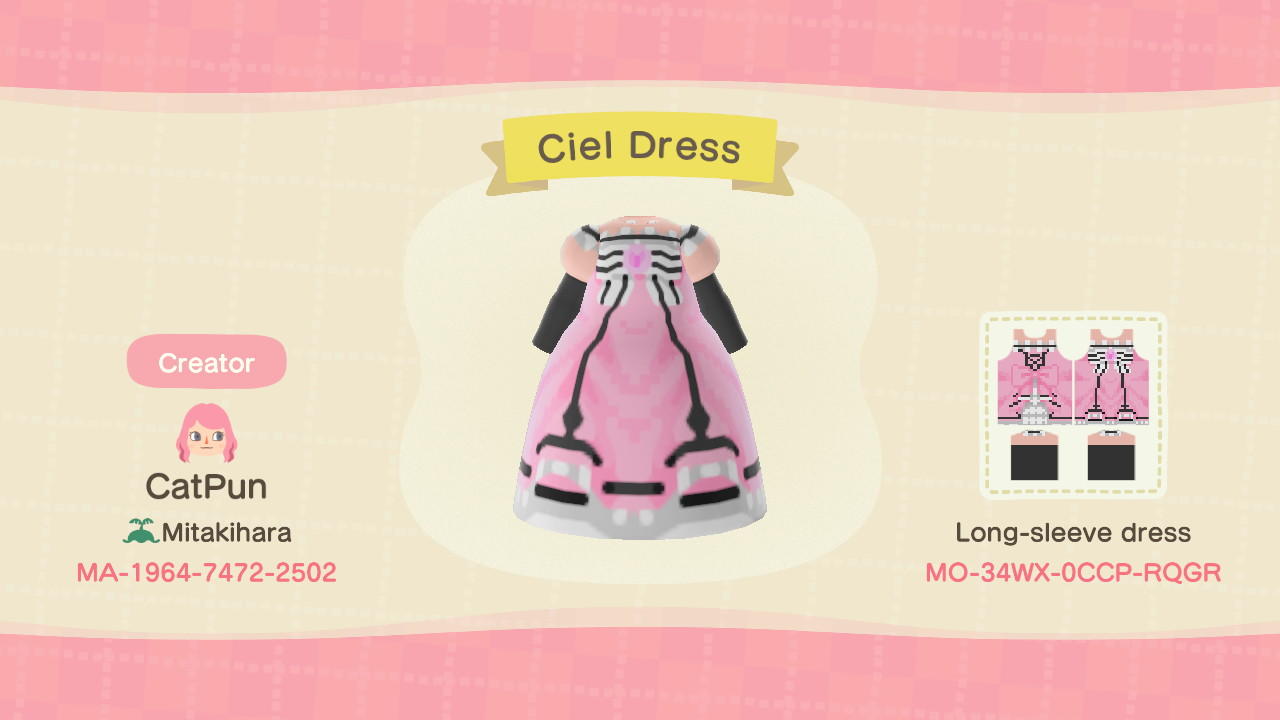 Ciel Dress
Creator
CatPun
Mitakihara
MA-1964-7472-2502
Long-sleeve dress
MO-34WX-0CCP-RQGR